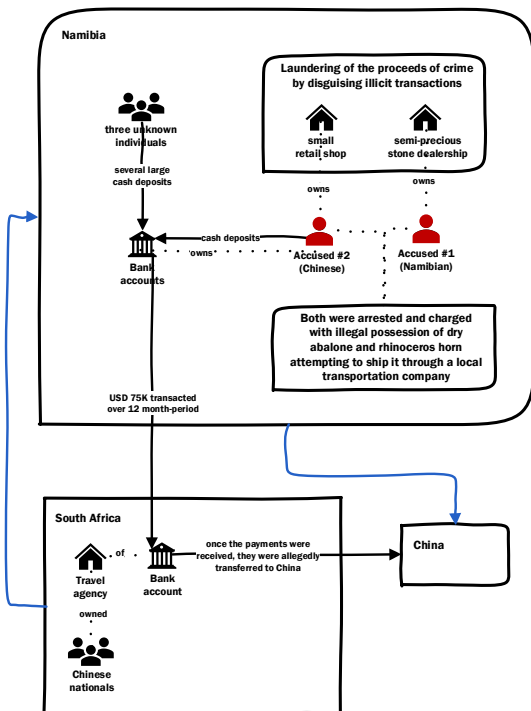 Namibia
Laundering of the proceeds of crime
by disguising illicit transactions
three unknown
individuals
small
retail shop
semi-precious
stone dealership
several large
cash deposits
owns
owns
cash deposits
owns
Bank
accounts
Accused #2
(Chinese)
Accused #1
(Namibian)
Both were arrested and charged
with illegal possession of dry
abalone and rhinoceros horn
attempting to ship it through a local
transportation company
USD 75K transacted
over 12 month-period
South Africa
of
Travel
agency
Bank
account
once the payments were
received, they were allegedly
transferred to China
China
owned
Chinese
nationals